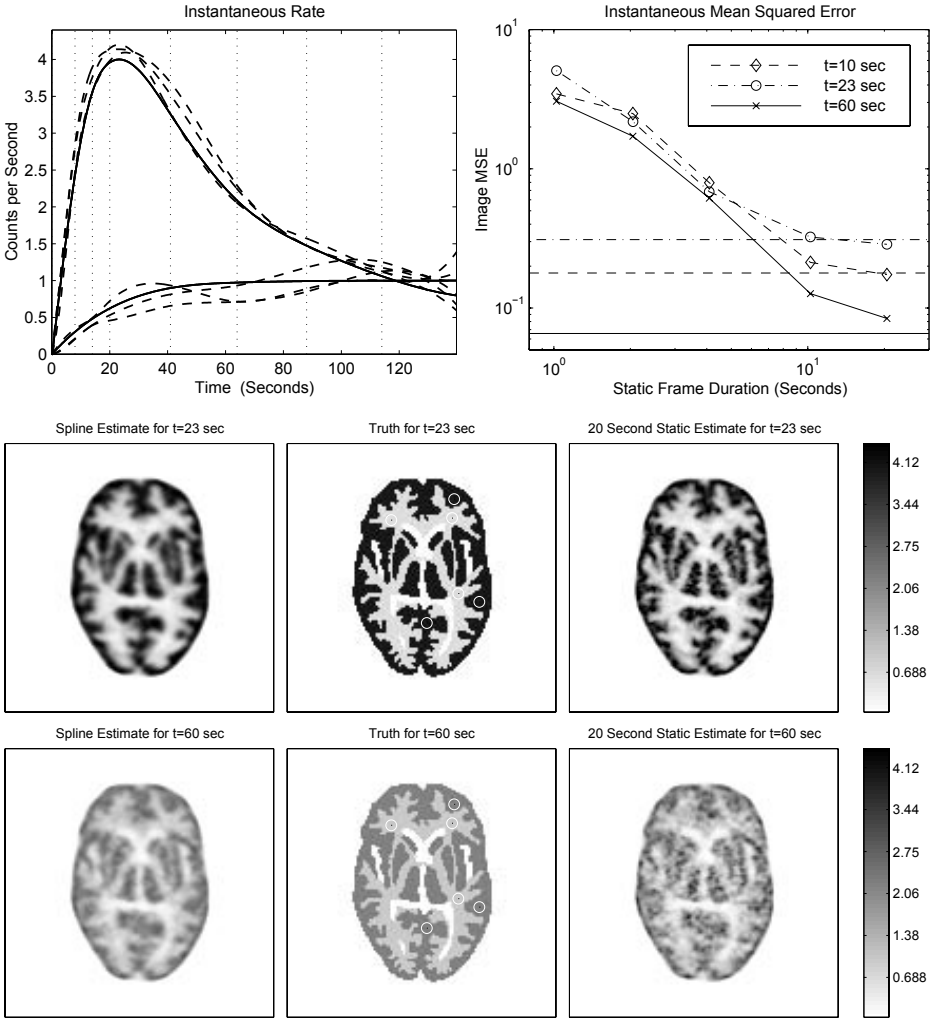 Instantaneous Rate
Counts per Second
4
3.5
3
2.5
2
1.5
1
0.5
0
0 20 40 60 80 100 120
Time (Seconds)
Instantaneous Mean Squared Error
Image MSE
10^1
10^0
10^-1
t=10 sec
t=23 sec
t=60 sec
10^0 10^1
Static Frame Duration (Seconds)
Spline Estimate for t=23 sec
Truth for t=23 sec
20 Second Static Estimate for t=23 sec
4.12
3.44
2.75
2.06
1.38
0.688
Spline Estimate for t=60 sec
Truth for t=60 sec
20 Second Static Estimate for t=60 sec
4.12
3.44
2.75
2.06
1.38
0.688